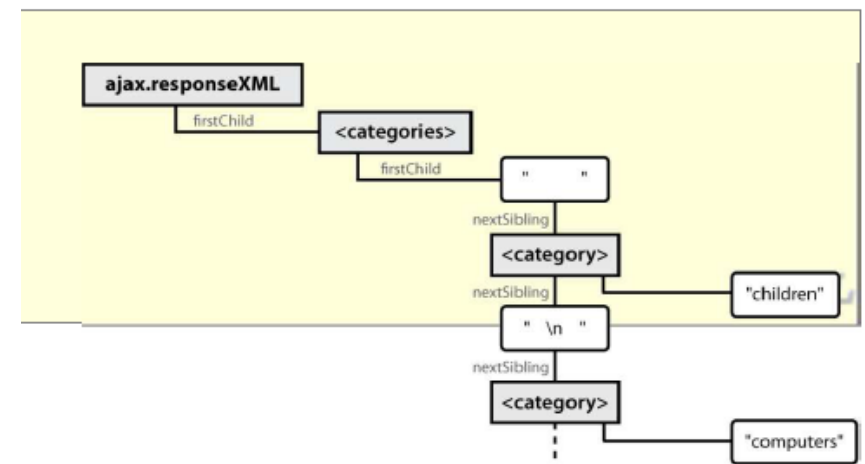 ajax.responseXML
firstChild
<categories>
firstChild
" "
nextSibling
<category>
nextSibling
"children"
" \n "
nextSibling
<category>
"computers"